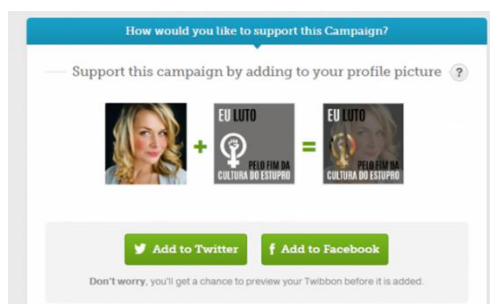 How would you like to support this Campaign?
Support this campaign by adding to your profile picture ?
EU LUTO
PELO FIM DA
CULTURA DO ESTUPRO
EU LUTO
PELO FIM DA
CULTURA DO ESTUPRO
Add to Twitter
f Add to Facebook
Don't worry, you'll get a chance to preview your Twibbon before it is added.